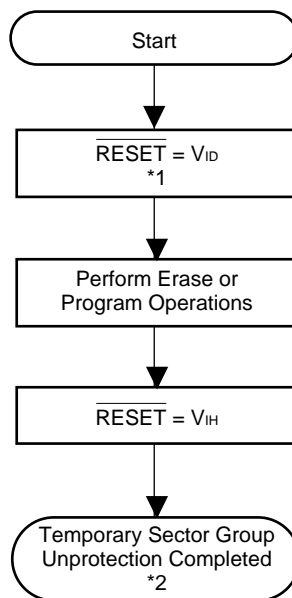 Start
RESET = VID
*1
Perform Erase or
Program Operations
RESET = VIH
Temporary Sector Group
Unprotection Completed
*2